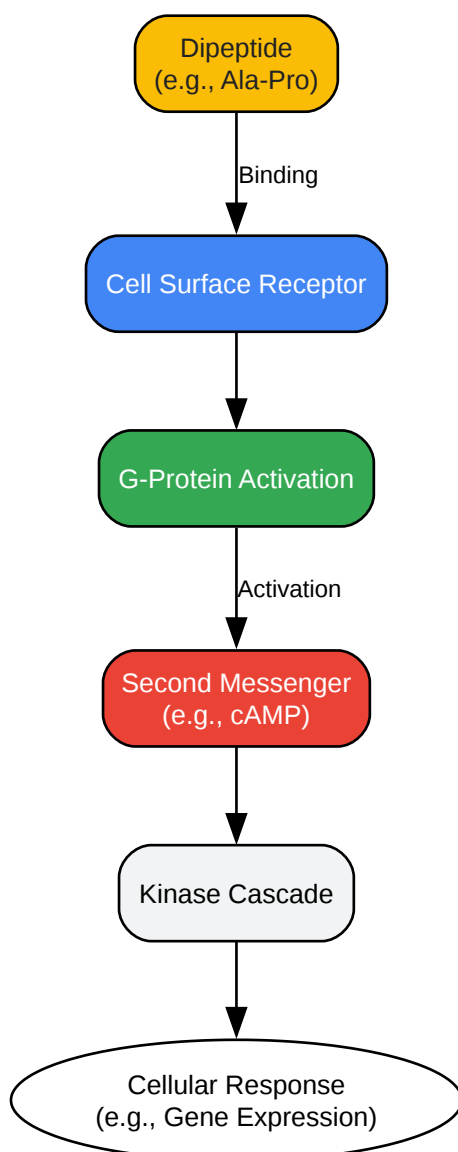 Dipeptide
(e.g., Ala-Pro)
Binding
Cell Surface Receptor
G-Protein Activation
Activation
Second Messenger
(e.g., cAMP)
Kinase Cascade
Cellular Response
(e.g., Gene Expression)